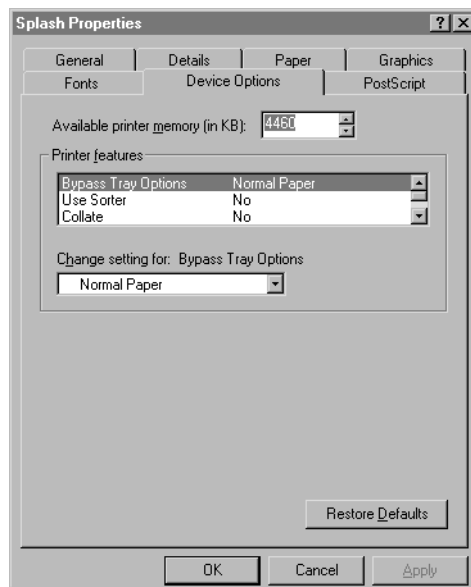 Splash Properties
General Details Paper Graphics
Fonts Device Options PostScript
Available printer memory (in KB): 4460
Printer features
Bypass Tray Options Normal Paper
Use Sorter No
Collate No
Change setting for: Bypass Tray Options
Normal Paper
Restore Defaults
OK Cancel Apply